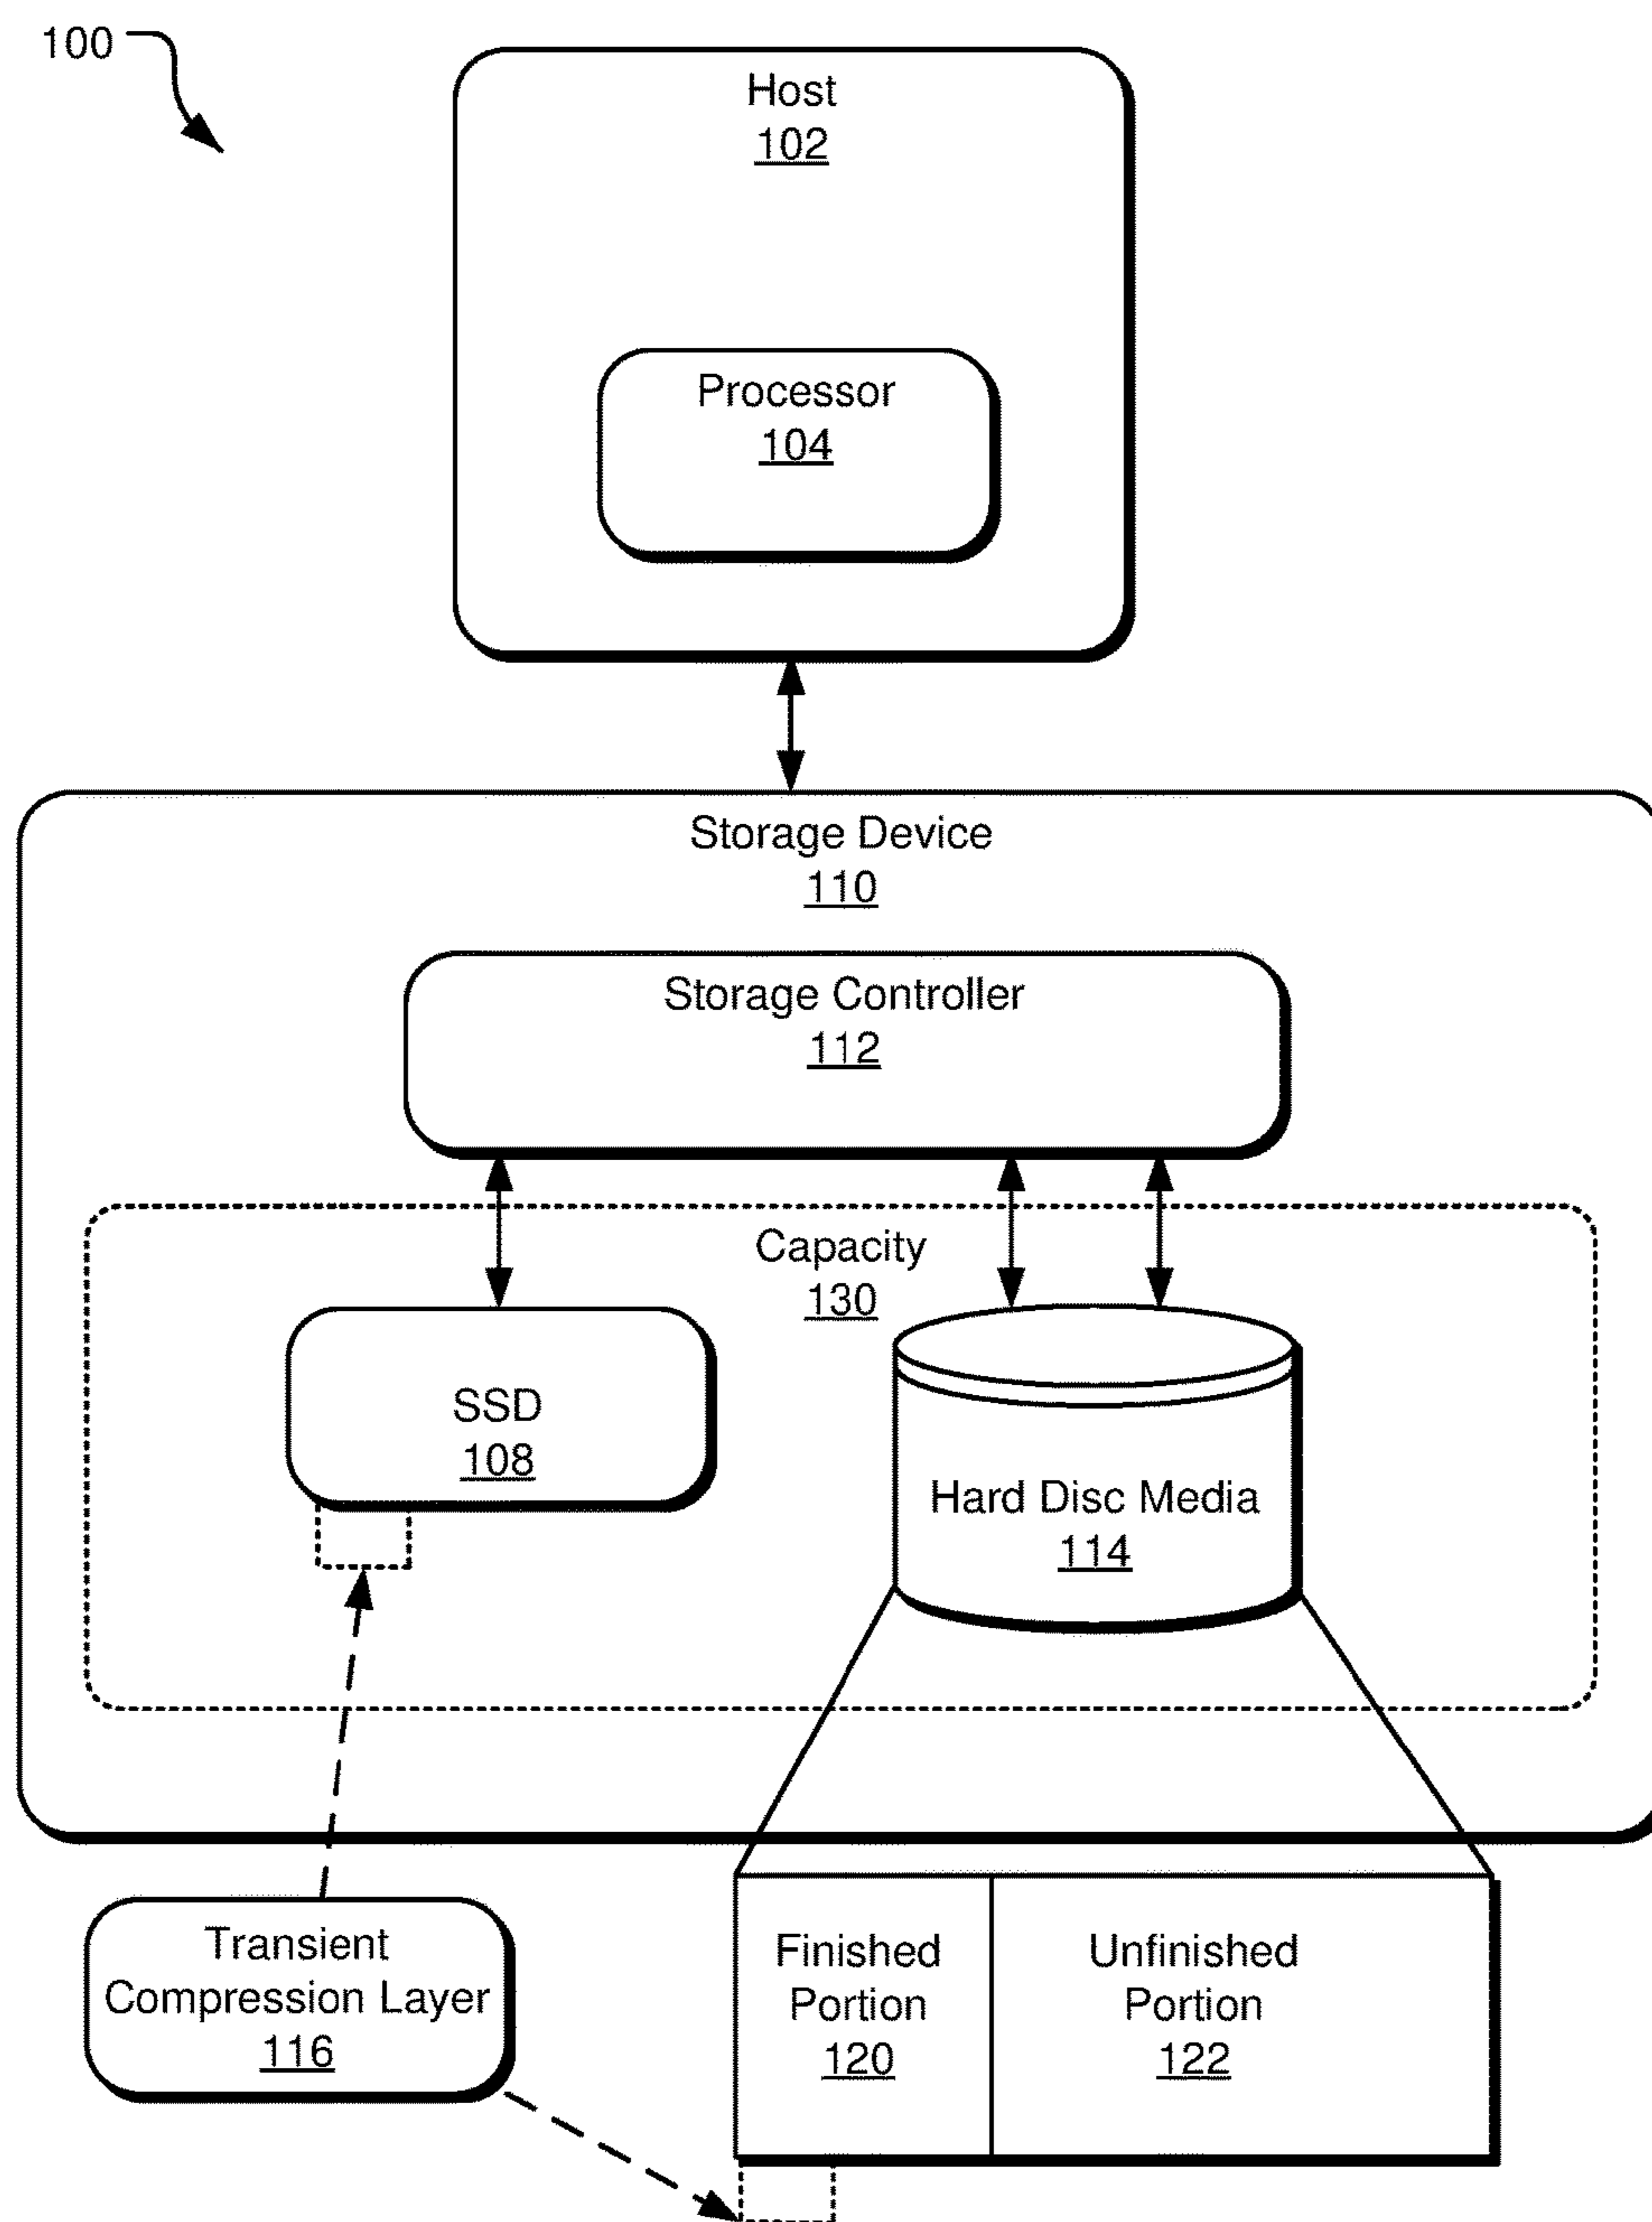 100
Host
102
Processor
104
Storage Device
110
Storage Controller
112
Capacity
130
SSD
108
Hard Disc Media
114
Transient
Compression Layer
116
Finished
Portion
120
Unfinished
Portion
122